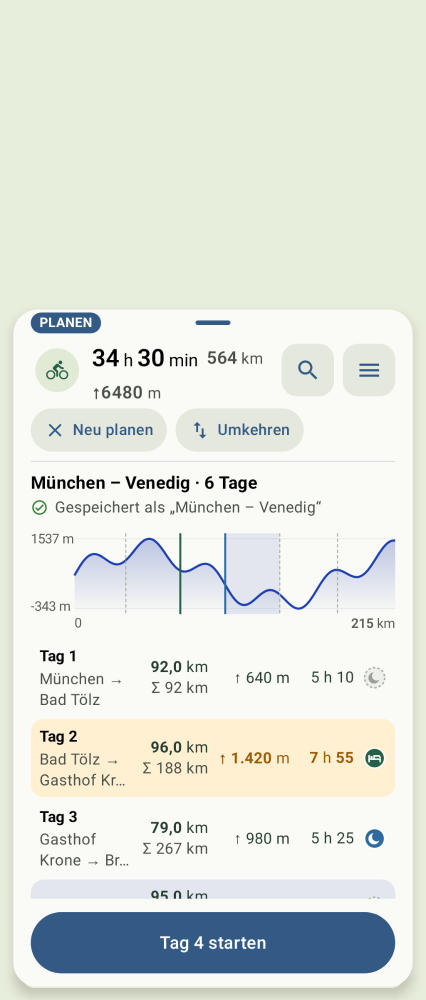 PLANEN
34 h 30 min 564 km
↑6480 m
Neu planen Umkehren
München – Venedig · 6 Tage
Gespeichert als „München – Venedig“
1537 m
-343 m
0 215 km
Tag 1
München →
Bad Tölz
92,0 km
Σ 92 km
↑ 640 m
5 h 10
Tag 2
Bad Tölz →
Gasthof Kr…
96,0 km
Σ 188 km
↑ 1.420 m
7 h 55
Tag 3
Gasthof
Krone → Br…
79,0 km
Σ 267 km
↑ 980 m
5 h 25
95,0 km
Tag 4 starten